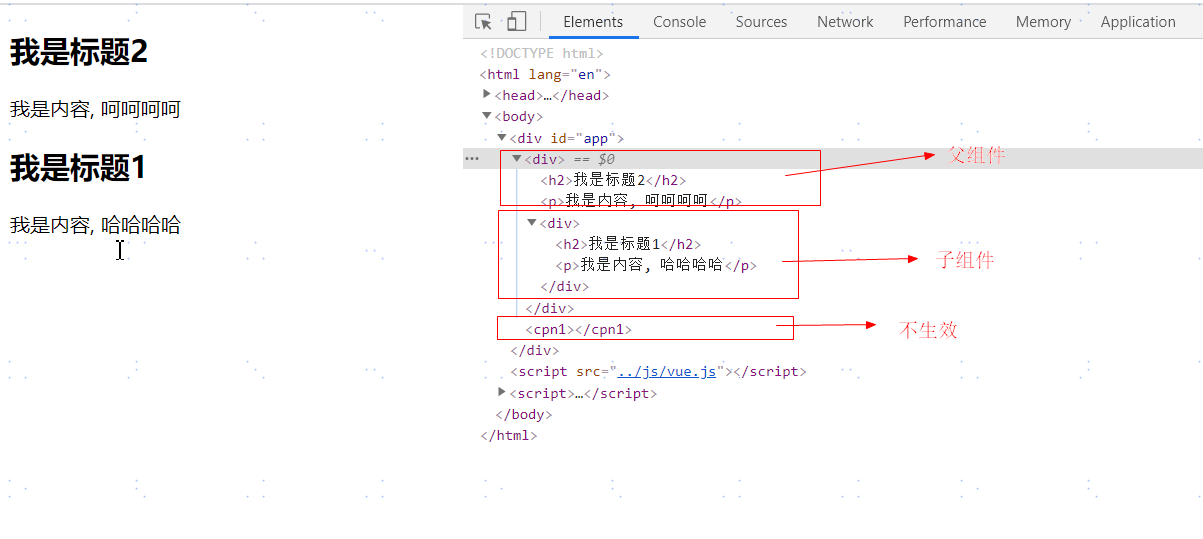 我是标题2
我是内容, 呵呵呵呵
我是标题1
我是内容, 哈哈哈哈
Elements Console Sources Network Performance Memory Application
<!DOCTYPE html>
<html lang="en">
<head>…</head>
<body>
<div id="app">
<div> == $0
父组件
<h2>我是标题2</h2>
<p>我是内容, 呵呵呵呵</p>
<div>
<h2>我是标题1</h2>
<p>我是内容, 哈哈哈哈</p>
子组件
</div>
</div>
<cpn1></cpn1>
不生效
</div>
<script src="../js/vue.js"></script>
<script>…</script>
</body>
</html>